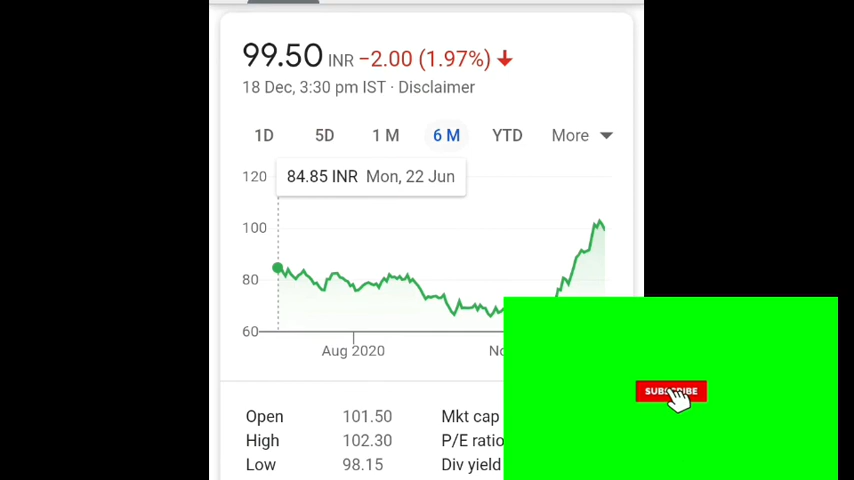 99.50 INR −2.00 (1.97%)
18 Dec, 3:30 pm IST · Disclaimer
1D 5D 1 M 6 M YTD More
84.85 INR Mon, 22 Jun
120
100
80
60
Aug 2020
Open 101.50 Mkt cap
High 102.30
Low 98.15 Div yield
SUBSCRIBE